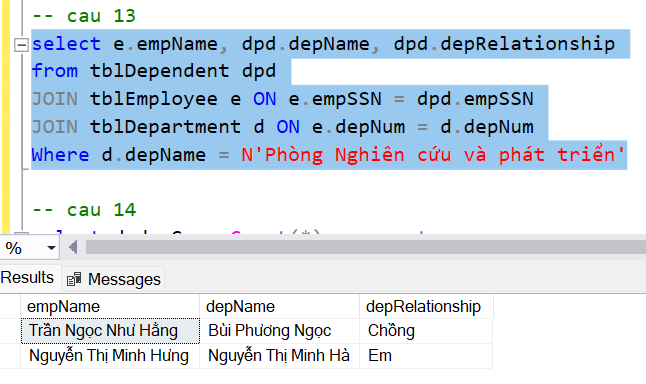 -- cau 13
select e.empName, dpd.depName, dpd.depRelationship
from tblDependent dpd
JOIN tblEmployee e ON e.empSSN = dpd.empSSN
JOIN tblDepartment d ON e.depNum = d.depNum
Where d.depName = N'Phòng Nghiên cứu và phát triển'
-- cau 14
%
Results Messages
empName depName depRelationship
Trần Ngọc Như Hằng Bùi Phương Ngọc Chồng
Nguyễn Thị Minh Hưng Nguyễn Thị Minh Hà Em